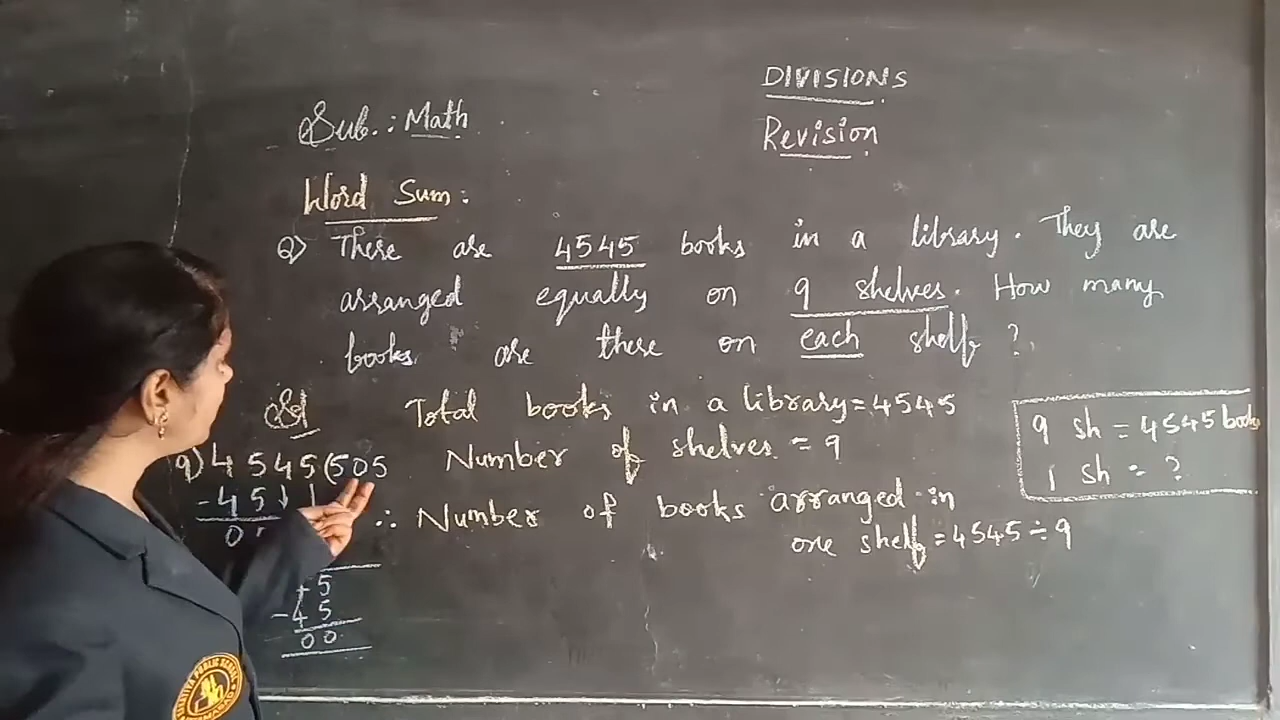 DIVISIONS
Sub.: Math
Revision
Word Sum:
Q) There are 4545 books in a library. They are
arranged equally on 9 shelves. How many
books are there on each shelf?
Sol
Total books in a library = 4545
9 sh = 4545 books
Number of shelves = 9
1 sh = ?
9) 4545 (505
- 45
∴ Number of books arranged in
one shelf = 4545 ÷ 9
- 45
00
PUBLIC